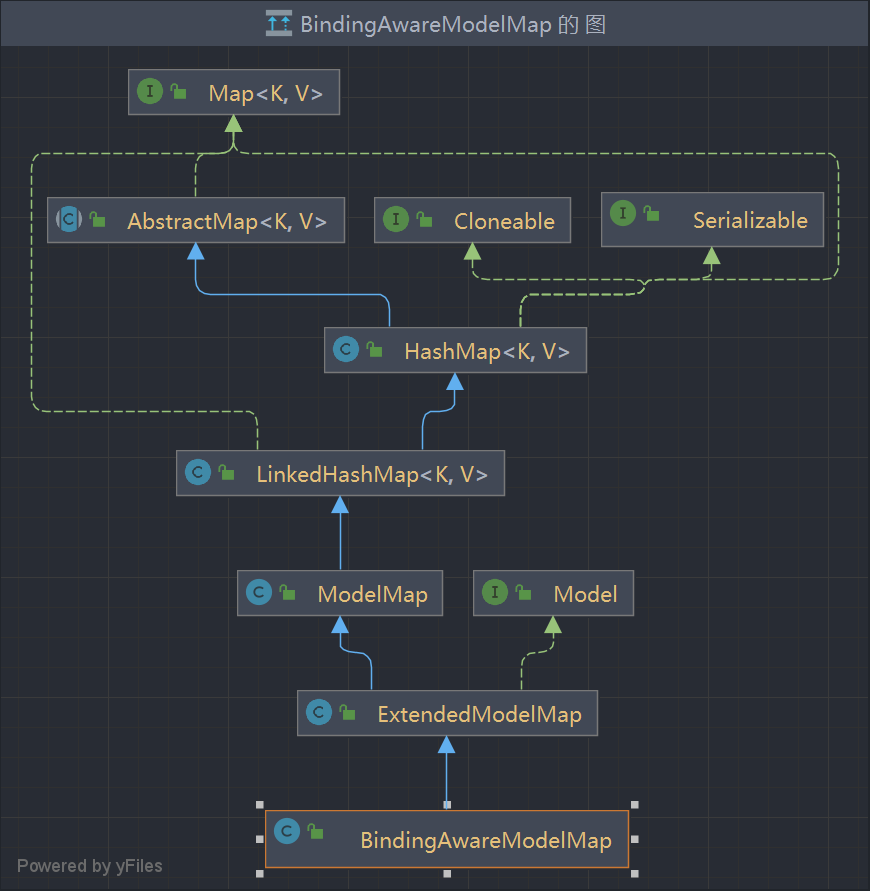 BindingAwareModelMap 的图
I Map<K, V>
C AbstractMap<K, V>
I Cloneable
I Serializable
C HashMap<K, V>
C LinkedHashMap<K, V>
C ModelMap
I Model
C ExtendedModelMap
C BindingAwareModelMap
Powered by yFiles